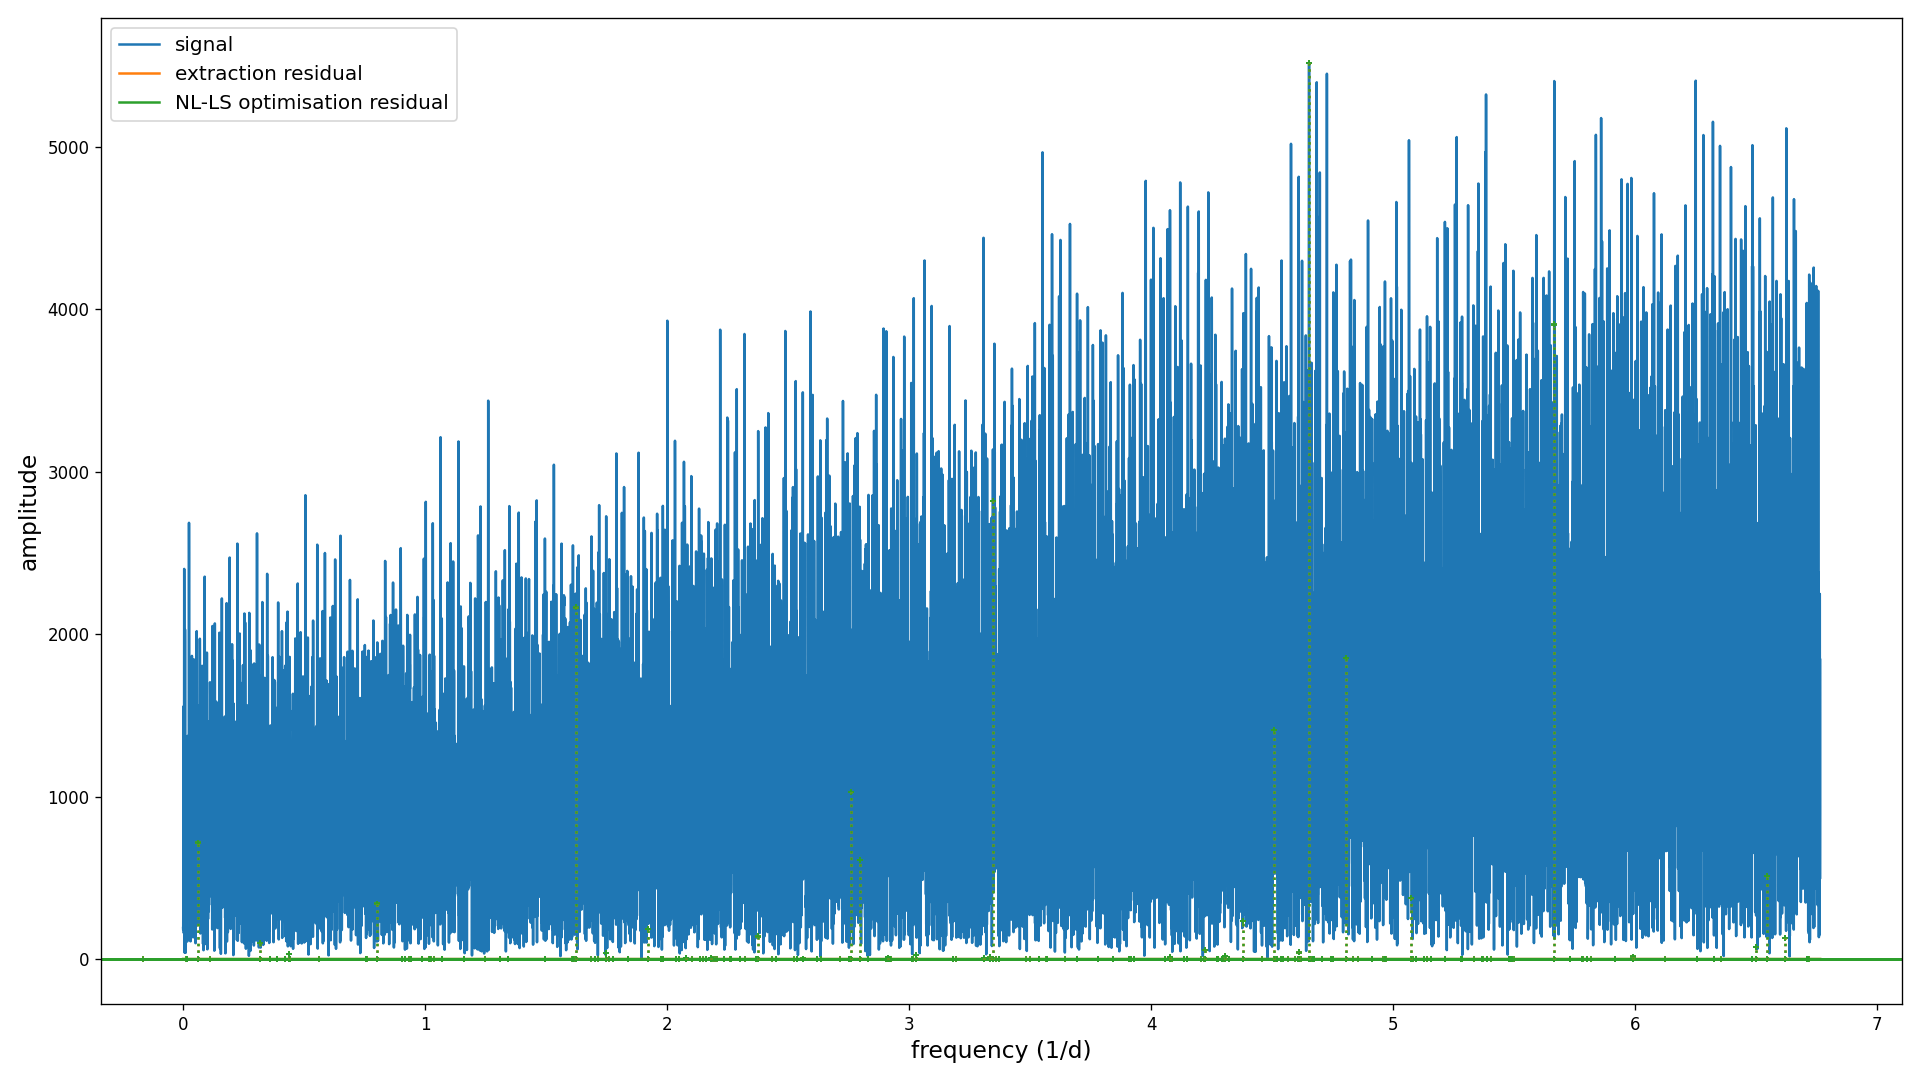 signal
extraction residual
NL-LS optimisation residual
amplitude
5000
4000
3000
2000
1000
0
0 1 2 3 4 5 6 7
frequency (1/d)